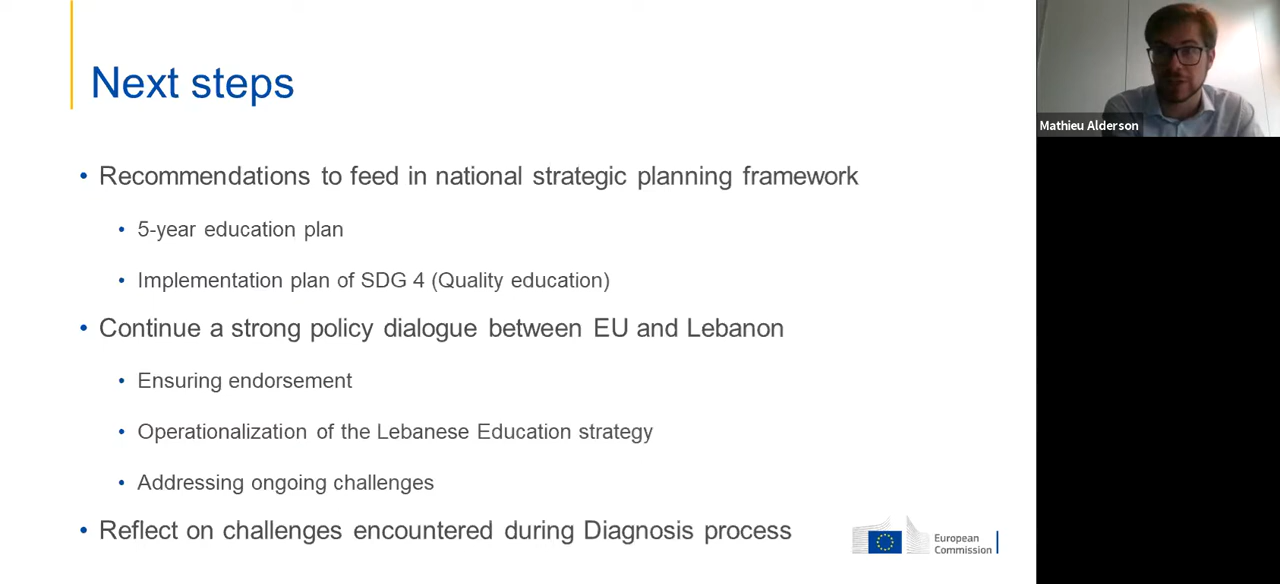 Next steps
• Recommendations to feed in national strategic planning framework
• 5-year education plan
• Implementation plan of SDG 4 (Quality education)
• Continue a strong policy dialogue between EU and Lebanon
• Ensuring endorsement
• Operationalization of the Lebanese Education strategy
• Addressing ongoing challenges
• Reflect on challenges encountered during Diagnosis process
European
Commission
Mathieu Alderson